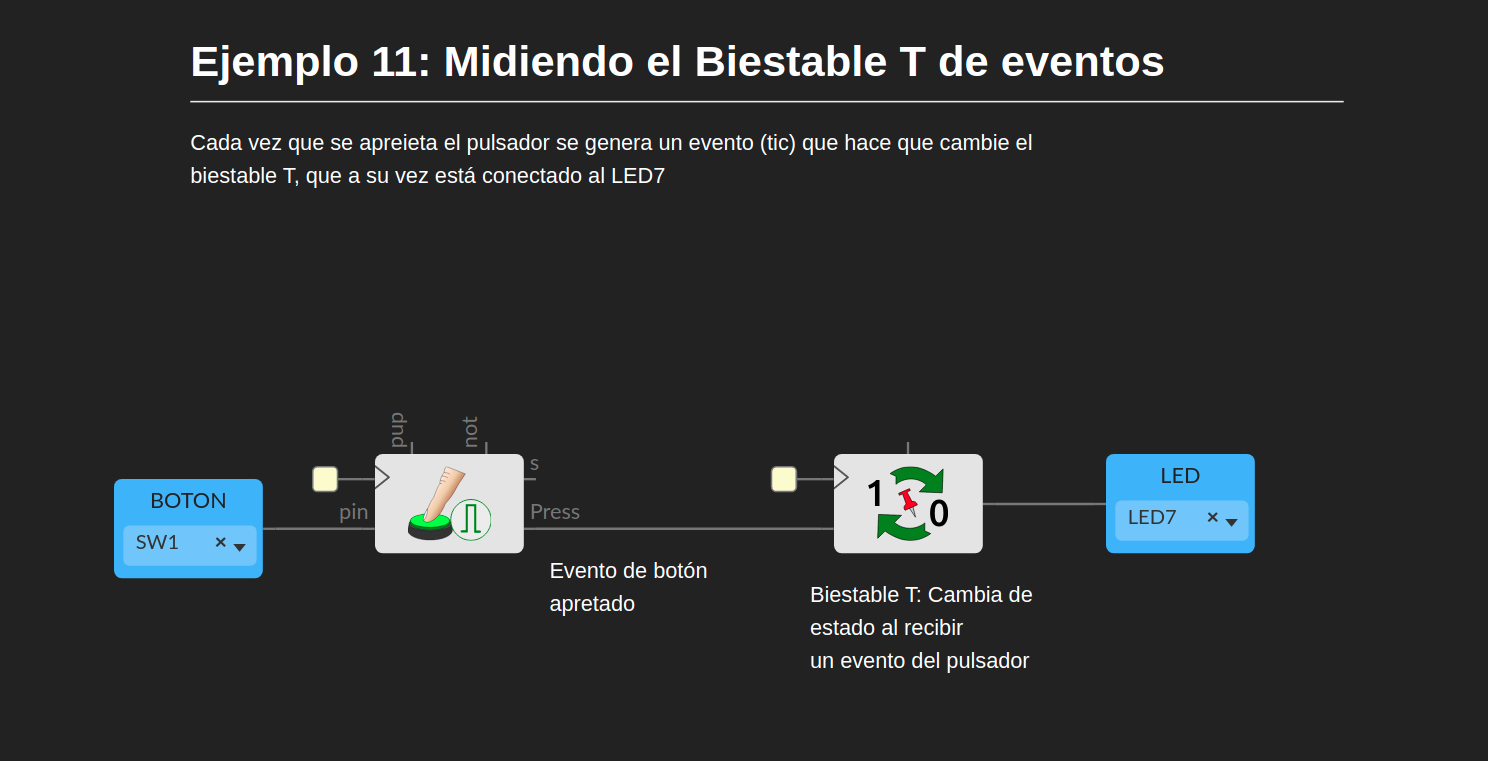 Ejemplo 11: Midiendo el Biestable T de eventos
Cada vez que se apreieta el pulsador se genera un evento (tic) que hace que cambie el
biestable T, que a su vez está conectado al LED7
pup
not
s
BOTON
SW1 ×
pin
Press
1
0
LED
LED7 ×
Evento de botón
apretado
Biestable T: Cambia de
estado al recibir
un evento del pulsador